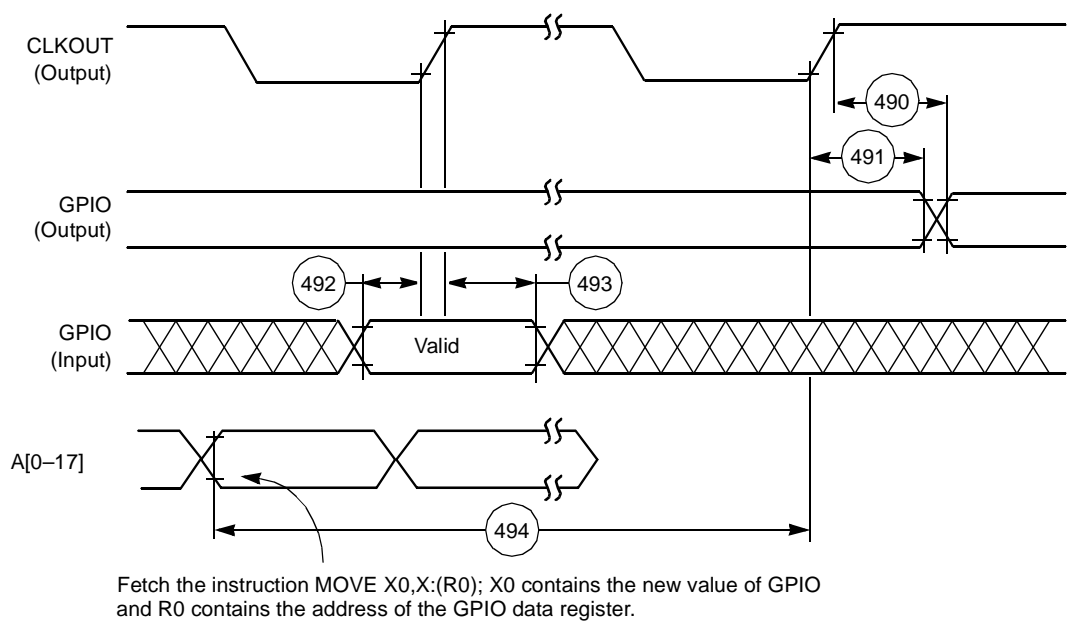 CLKOUT
(Output)
490
491
GPIO
(Output)
492
493
GPIO
(Input)
Valid
A[0–17]
494
Fetch the instruction MOVE X0,X:(R0); X0 contains the new value of GPIO
and R0 contains the address of the GPIO data register.